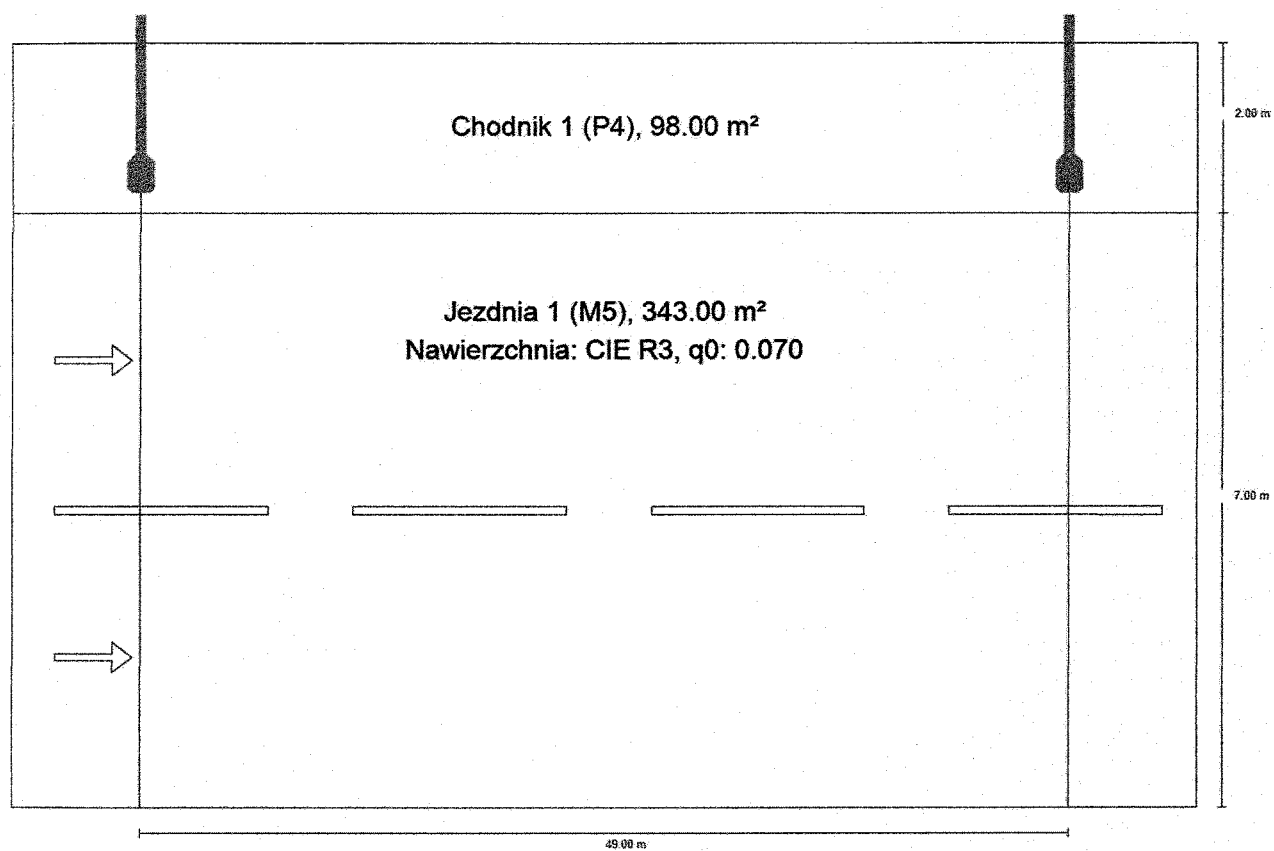 Chodnik 1 (P4), 98.00 m²
2.00 m
Jezdnia 1 (M5), 343.00 m²
Nawierzchnia: CIE R3, q0: 0.070
7.00 m
49.00 m